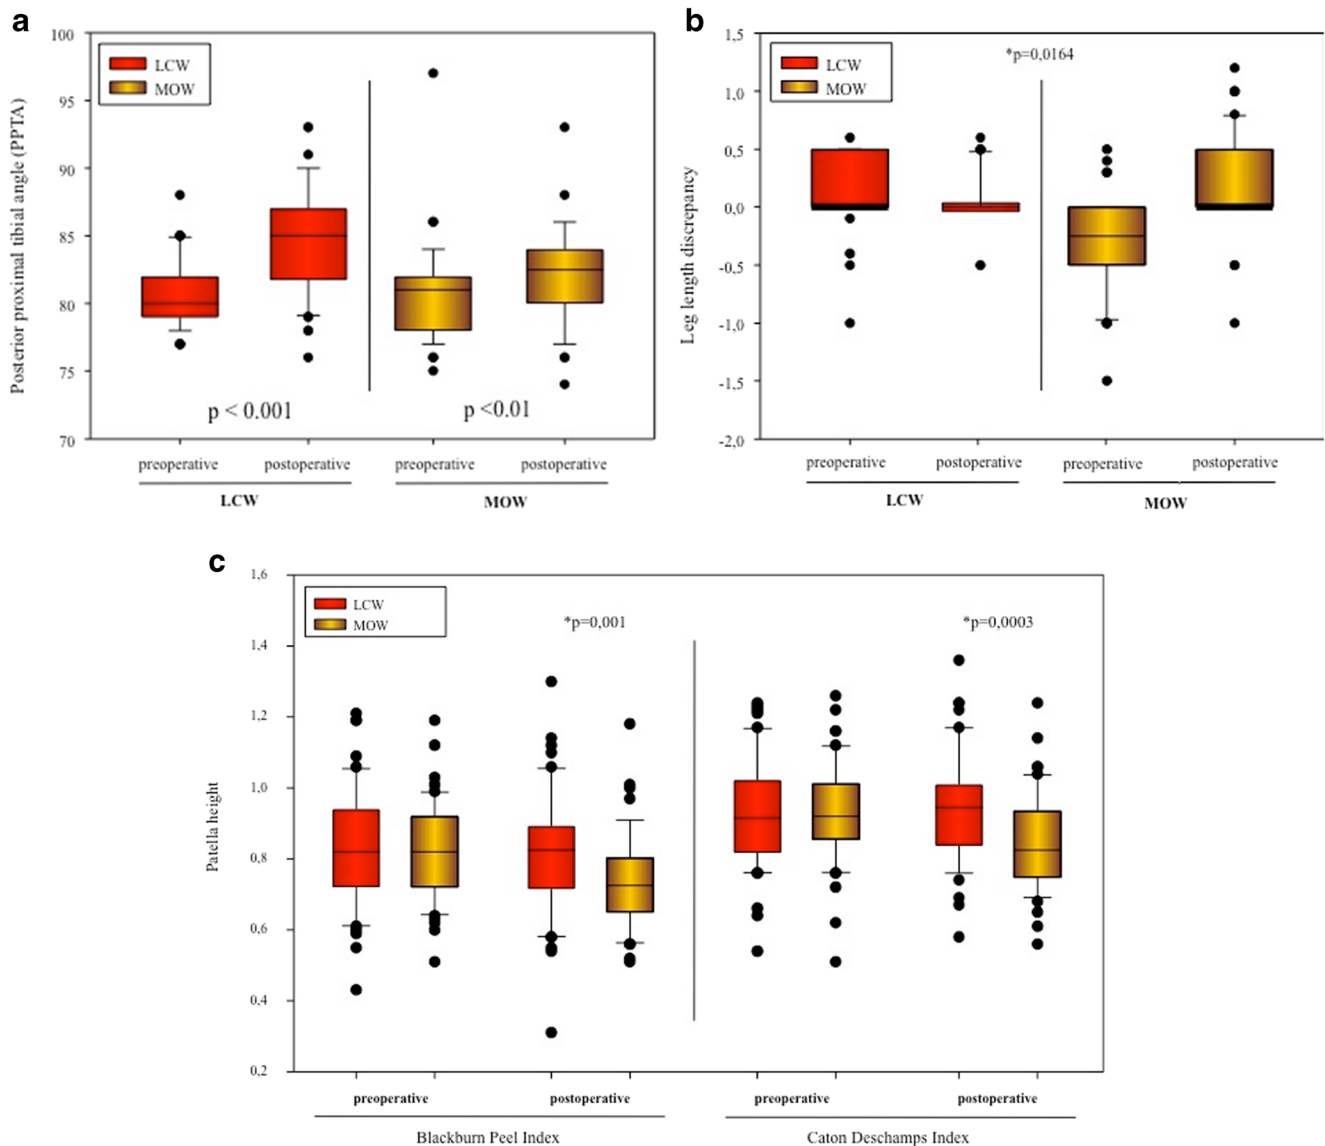 a
100
95
90
85
80
75
70
Posterior proximal tibial angle (PPTA)
LCW
MOW
p < 0.001
p <0.01
preoperative
postoperative
preoperative
postoperative
LCW
MOW
b
1,5
1,0
0,5
0,0
-0,5
-1,0
-1,5
-2,0
Leg length discrepancy
LCW
MOW
*p=0,0164
preoperative
postoperative
preoperative
postoperative
LCW
MOW
c
1,6
1,4
1,2
1,0
0,8
0,6
0,4
0,2
Patella height
LCW
MOW
*p=0,001
*p=0,0003
preoperative
postoperative
preoperative
postoperative
Blackburn Peel Index
Caton Deschamps Index